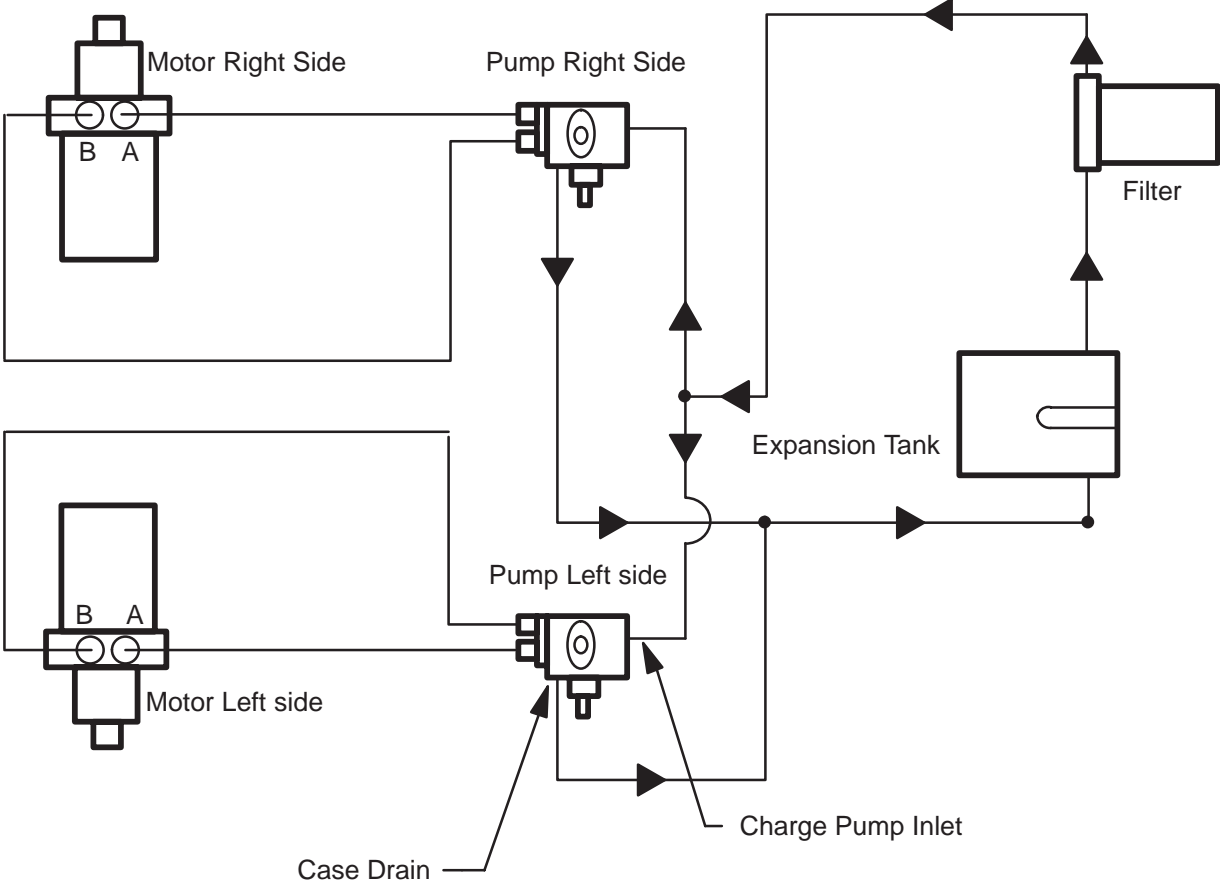 Motor Right Side
Pump Right Side
B A
Filter
Expansion Tank
Pump Left side
B A
Motor Left side
Charge Pump Inlet
Case Drain